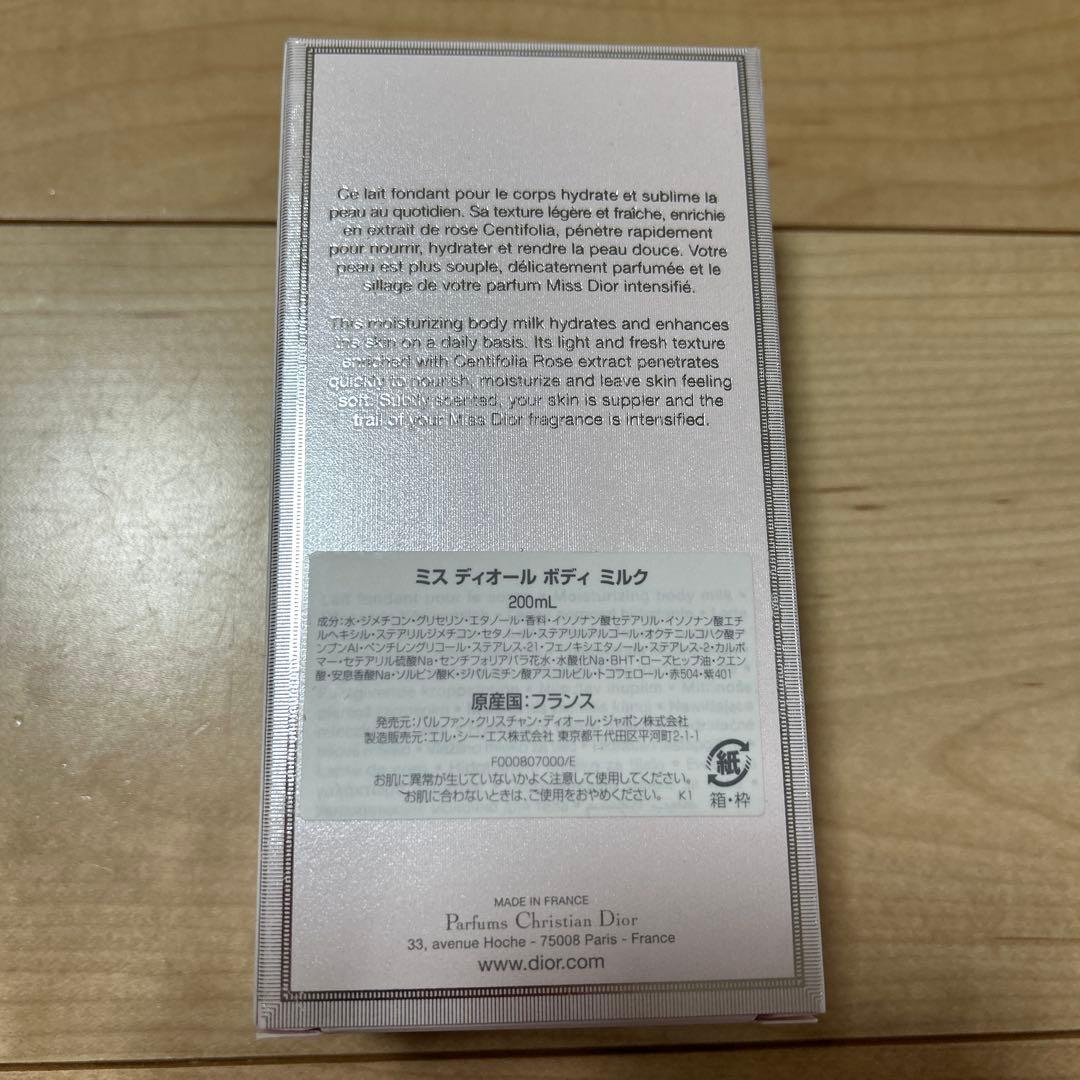 Ce lait fondant pour le corps hydrate et sublime la
peau au quotidien. Sa texture légère et fraîche, enrichie
en extrait de rose Centifolia, pénètre rapidement
pour nourrir, hydrater et rendre la peau douce. Votre
peau est plus souple, délicatement parfumée et le
sillage de votre parfum Miss Dior intensifié.
This moisturizing body milk hydrates and enhances
the skin on a daily basis. Its light and fresh texture
enriched with Centifolia Rose extract penetrates
quickly to nourish, moisturize and leave skin feeling
soft. Subtly scented, your skin is suppler and the
trail of your Miss Dior fragrance is intensified.
ミス ディオール ボディ ミルク
200mL
成分:水・ジメチコン・グリセリン・エタノール・香料・イソノナン酸セテアリル・イソノナン酸エチ
ルヘキシル・ステアリルジメチコン・セタノール・ステアリルアルコール・オクテニルコハク酸デ
ンプンAl・ペンチレングリコール・ステアレス-21・フェノキシエタノール・ステアレス-2・カルボ
マー・セテアリル硫酸Na・センチフォリアバラ花水・水酸化Na・BHT・ローズヒップ油・クエン
酸・安息香酸Na・ソルビン酸K・ジパルミチン酸アスコルビル・トコフェロール・赤504・紫401
原産国:フランス
発売元:パルファン・クリスチャン・ディオール・ジャポン株式会社
製造販売元:エル・シー・エス株式会社 東京都千代田区平河町2-1-1
F000807000/E
お肌に異常が生じていないかよく注意して使用してください。
お肌に合わないときは、ご使用をおやめください。 K1
紙
箱・枠
MADE IN FRANCE
Parfums Christian Dior
33, avenue Hoche - 75008 Paris - France
www.dior.com